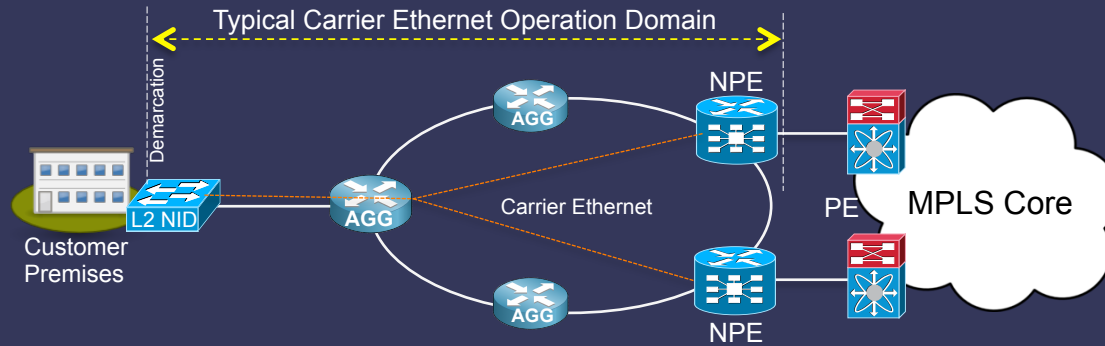 Typical Carrier Ethernet Operation Domain
Demarcation
NPE
AGG
L2 NID
AGG
Carrier Ethernet
PE
MPLS Core
Customer
Premises
AGG
NPE